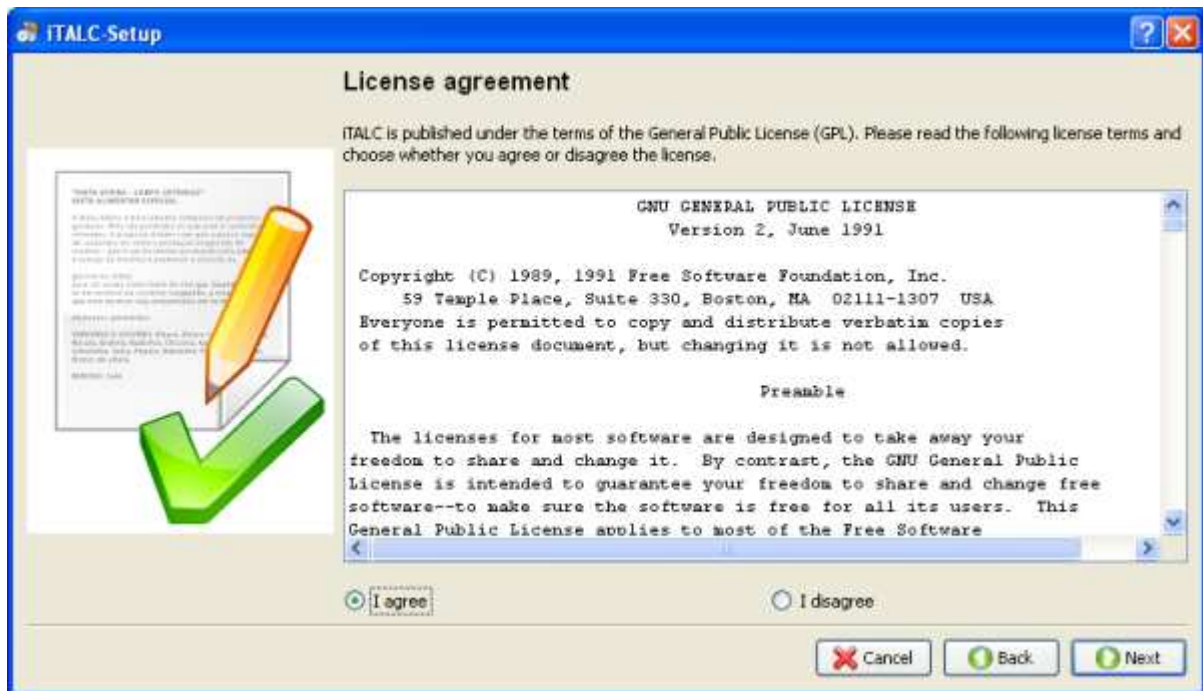 iTALC-Setup
License agreement
iTALC is published under the terms of the General Public License (GPL). Please read the following license terms and
choose whether you agree or disagree the license.
GNU GENERAL PUBLIC LICENSE
Version 2, June 1991
Copyright (C) 1989, 1991 Free Software Foundation, Inc.
59 Temple Place, Suite 330, Boston, MA  02111-1307  USA
Everyone is permitted to copy and distribute verbatim copies
of this license document, but changing it is not allowed.
Preamble
The licenses for most software are designed to take away your
freedom to share and change it.  By contrast, the GNU General Public
License is intended to guarantee your freedom to share and change free
software--to make sure the software is free for all its users.  This
General Public License applies to most of the Free Software
I agree
I disagree
Cancel
Back
Next